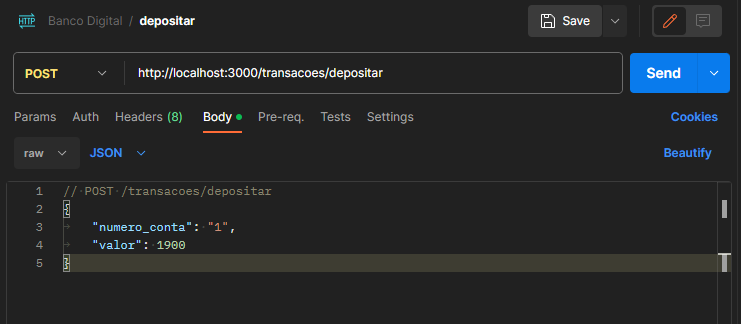 HTTP Banco Digital / depositar Save
POST http://localhost:3000/transacoes/depositar Send
Params Auth Headers (8) Body Pre-req. Tests Settings Cookies
raw JSON Beautify
1 // POST /transacoes/depositar
2 {
3 "numero_conta": "1",
4 "valor": 1900
5 }